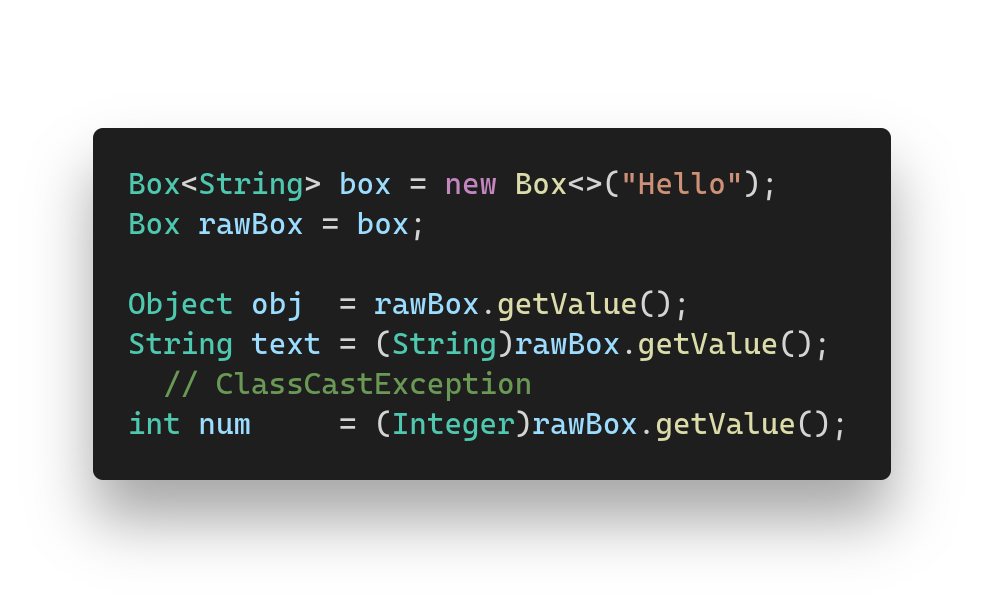 Box<String> box = new Box<>("Hello");
Box rawBox = box;

Object obj  = rawBox.getValue();
String text = (String)rawBox.getValue();
  // ClassCastException
int num     = (Integer)rawBox.getValue();